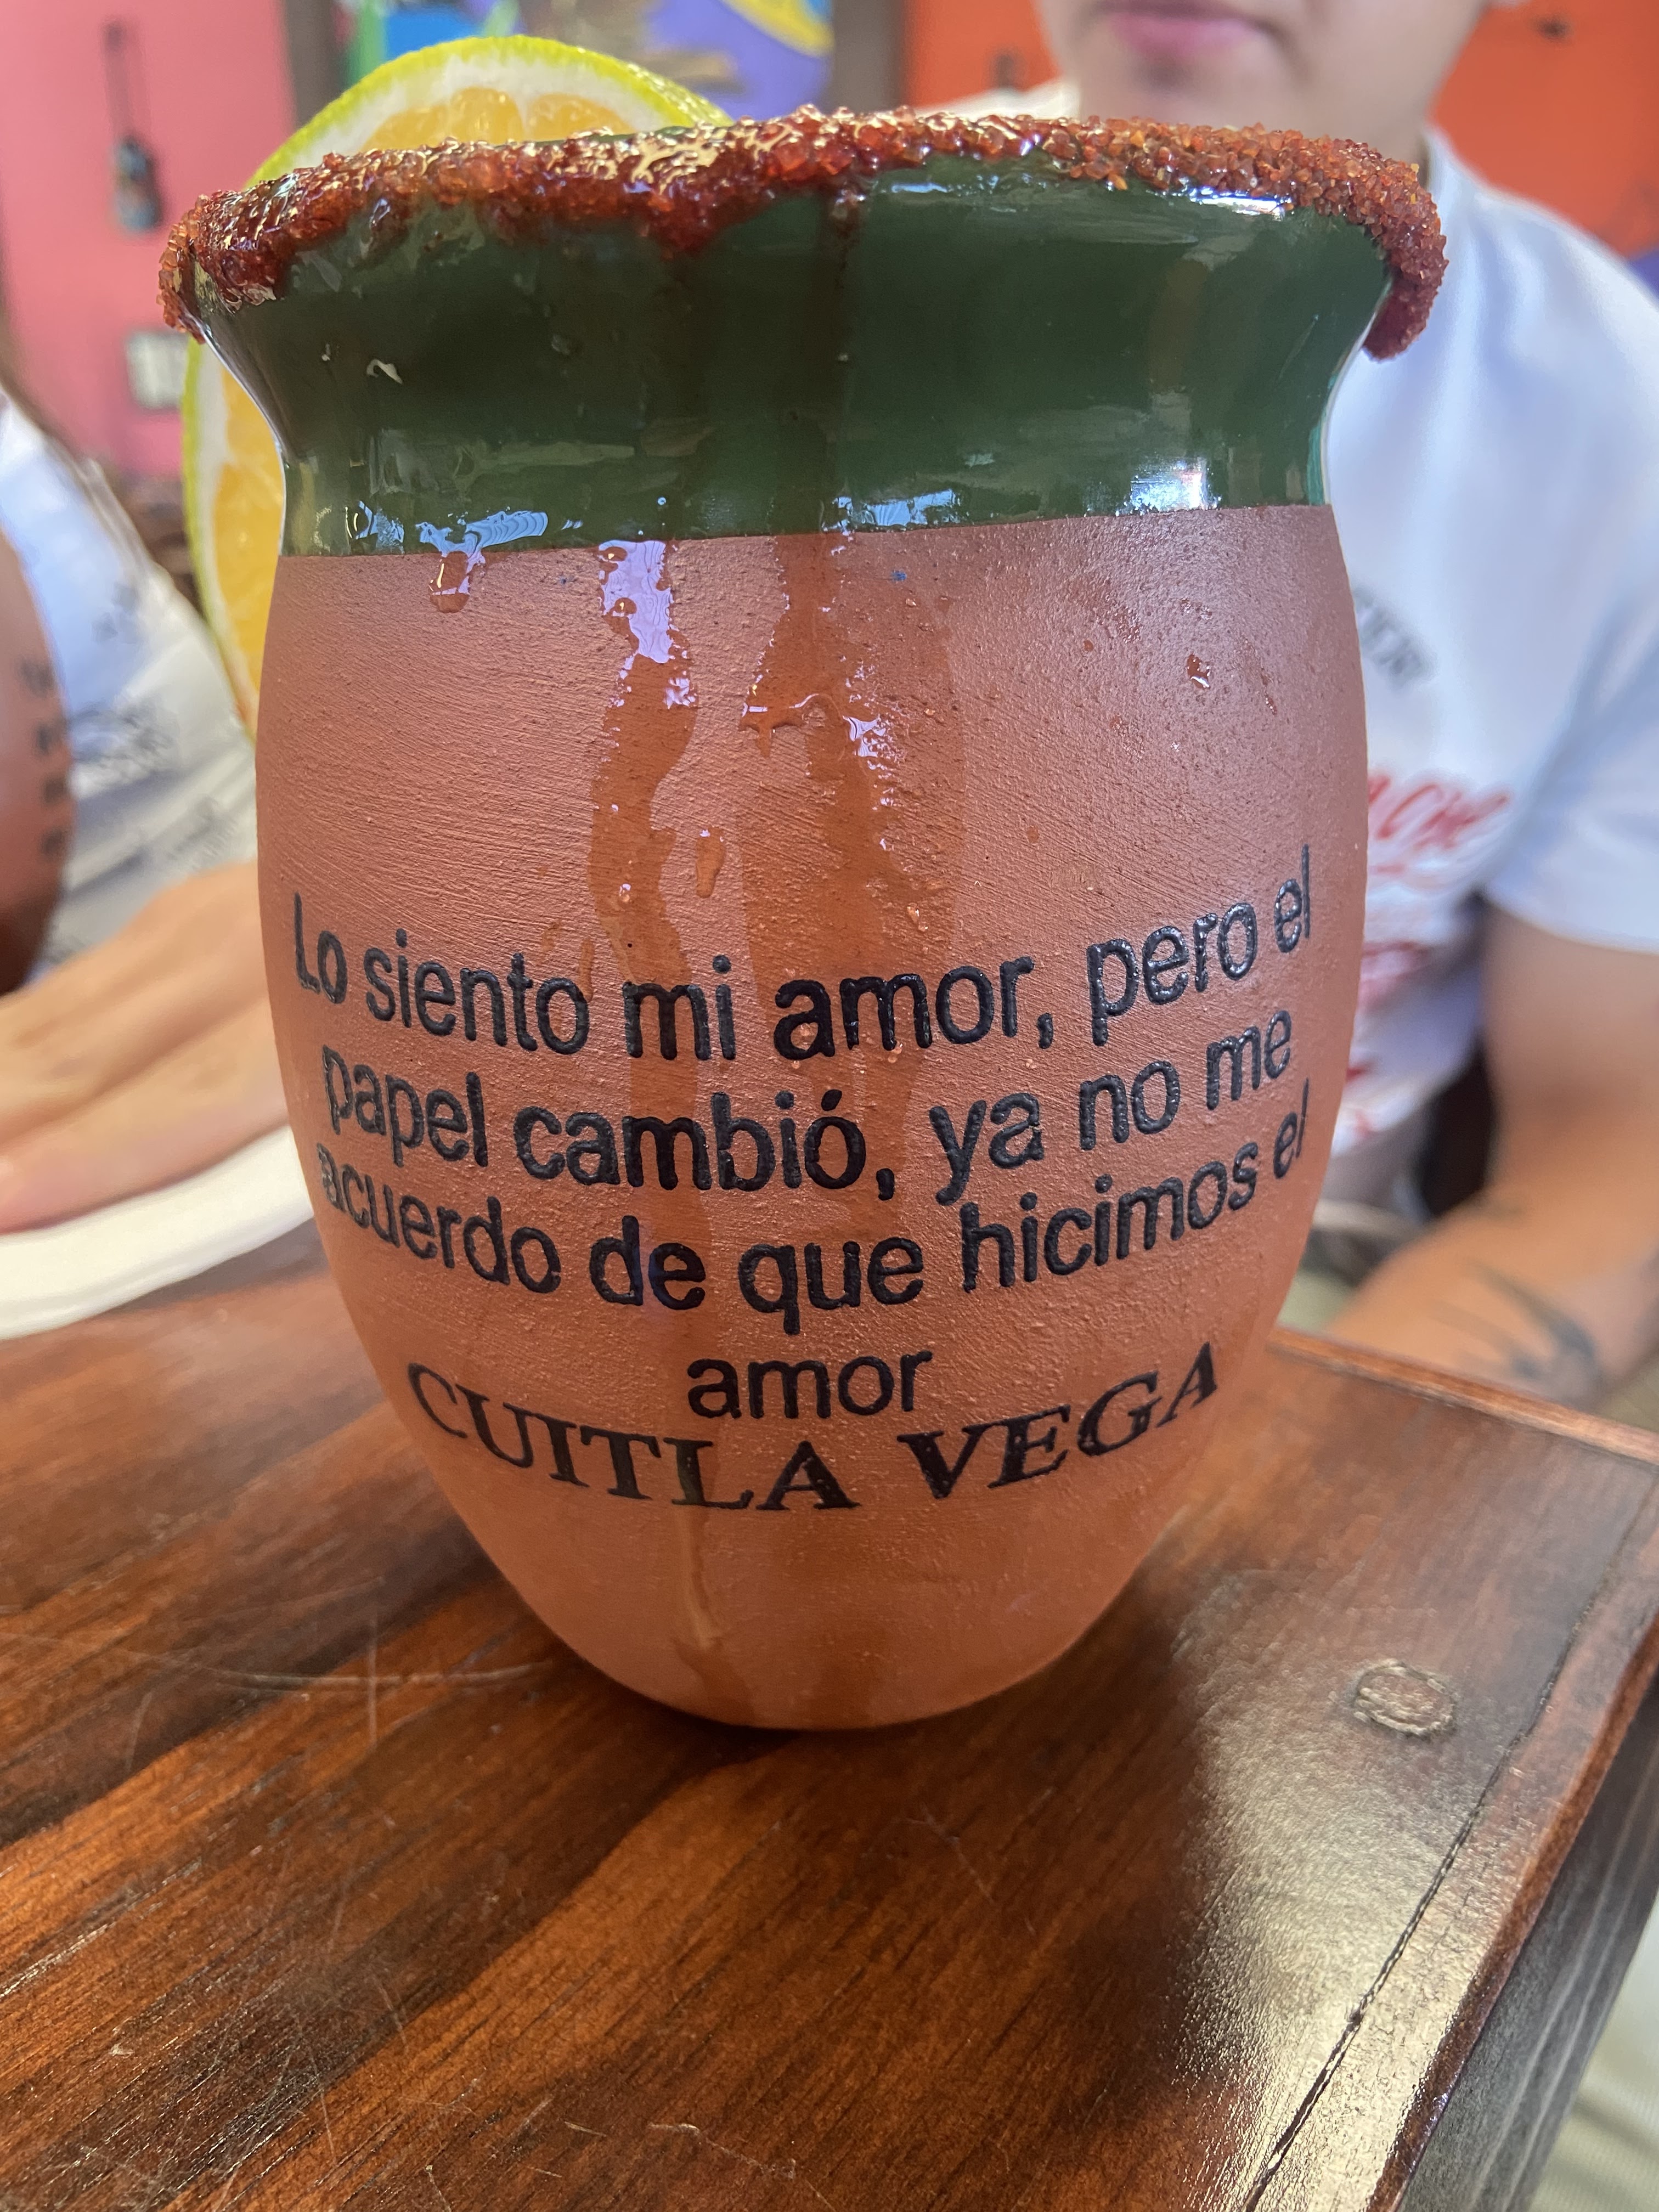 Lo siento mi amor, pero el
papel cambió, ya no me
acuerdo de que hicimos el
amor
CUITLA VEGA